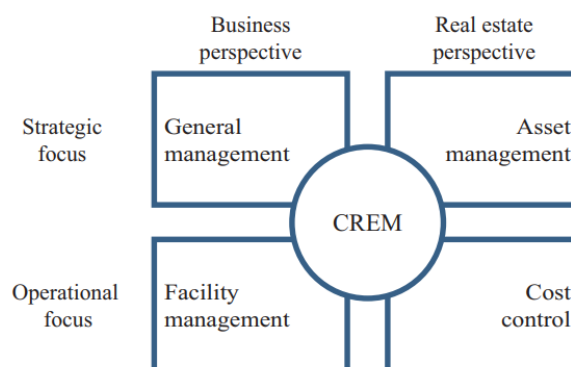 Business
perspective
Real estate
perspective
Strategic
focus
General
management
Asset
management
CREM
Operational
focus
Facility
management
Cost
control